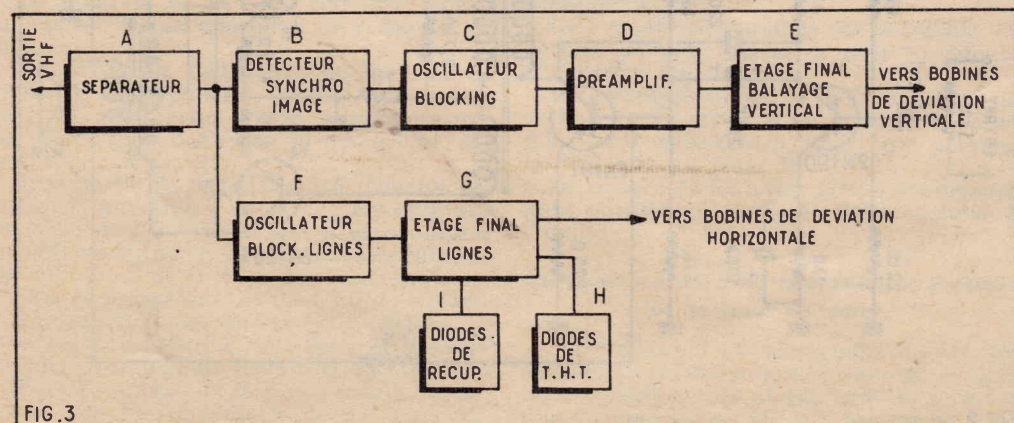 SORTIE
VHF
A
SEPARATEUR
B
DETECTEUR
SYNCHRO
IMAGE
C
OSCILLATEUR
BLOCKING
D
PREAMPLIF.
E
ETAGE FINAL
BALAYAGE
VERTICAL
VERS BOBINES
DE DEVIATION
VERTICALE
F
OSCILLATEUR
BLOCK. LIGNES
G
ETAGE FINAL
LIGNES
VERS BOBINES DE DEVIATION
HORIZONTALE
I
DIODES
DE
RECUP.
H
DIODES
DE
T.H.T.
FIG.3